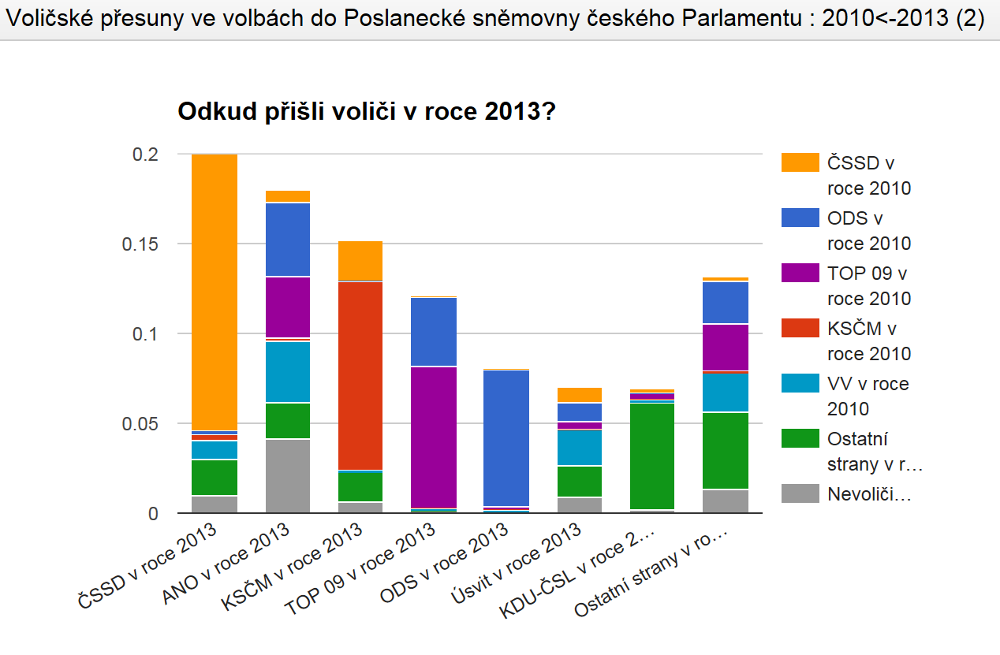 Voličské přesuny ve volbách do Poslanecké sněmovny českého Parlamentu : 2010<-2013 (2)
Odkud přišli voliči v roce 2013?
0.2
0.15
0.1
0.05
0
ČSSD v roce 2013
ANO v roce 2013
KSČM v roce 2013
TOP 09 v roce 2013
ODS v roce 2013
Úsvit v roce 2013
KDU-ČSL v roce 2…
Ostatní strany v ro…
ČSSD v
roce 2010
ODS v
roce 2010
TOP 09 v
roce 2010
KSČM v
roce 2010
VV v roce
2010
Ostatní
strany v r…
Nevoliči…